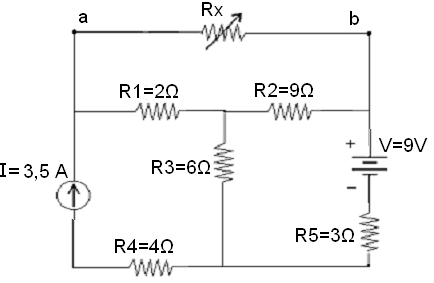 Rx
a
b
R1=2Ω
R2=9Ω
+
V=9V
R3=6Ω
I= 3,5 A
−
R5=3Ω
R4=4Ω